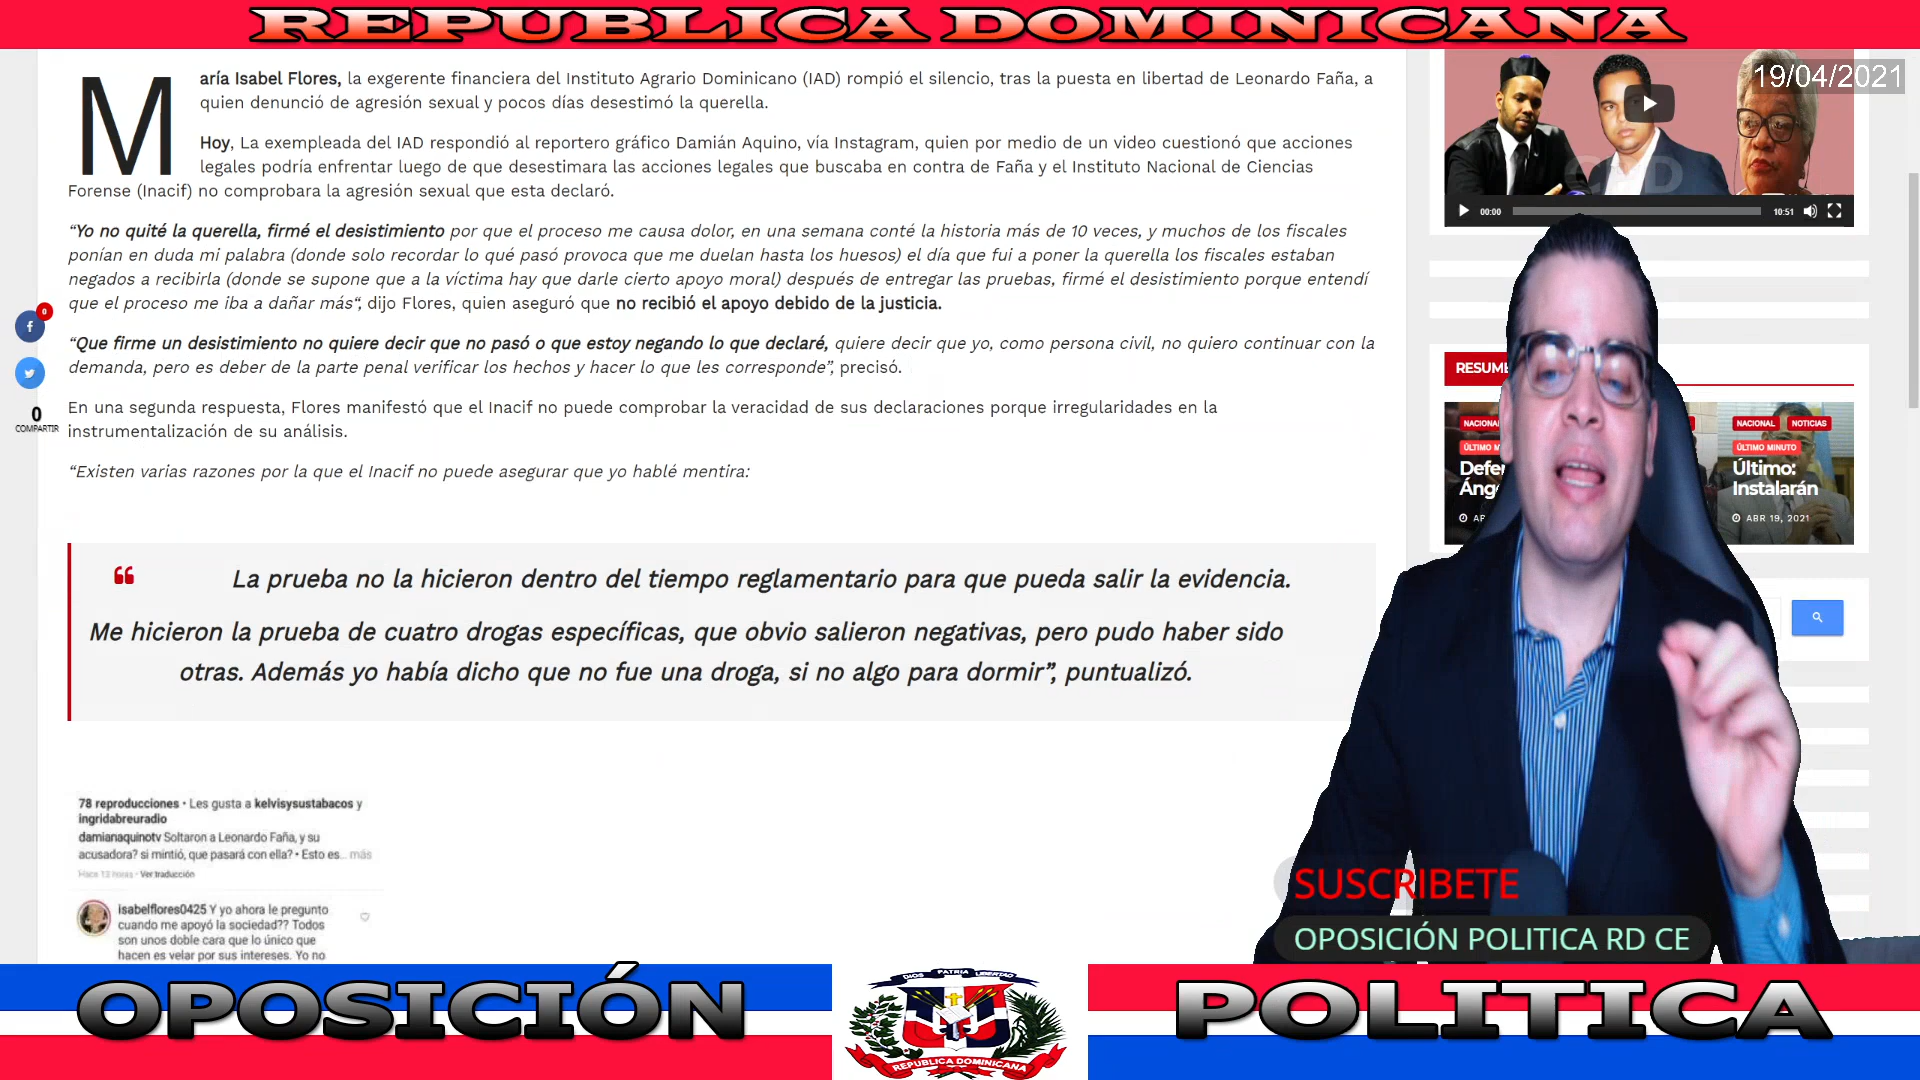 REPUBLICA DOMINICANA
19/04/2021
María Isabel Flores, la exgerente financiera del Instituto Agrario Dominicano (IAD) rompió el silencio, tras la puesta en libertad de Leonardo Faña, a
quien denunció de agresión sexual y pocos días desestimó la querella.
Hoy, La exempleada del IAD respondió al reportero gráfico Damián Aquino, vía Instagram, quien por medio de un video cuestionó que acciones
legales podría enfrentar luego de que desestimara las acciones legales que buscaba en contra de Faña y el Instituto Nacional de Ciencias
Forense (Inacif) no comprobara la agresión sexual que esta declaró.
“Yo no quité la querella, firmé el desistimiento por que el proceso me causa dolor, en una semana conté la historia más de 10 veces, y muchos de los fiscales
ponían en duda mi palabra (donde solo recordar lo qué pasó provoca que me duelan hasta los huesos) el día que fui a poner la querella los fiscales estaban
negados a recibirla (donde se supone que a la víctima hay que darle cierto apoyo moral) después de entregar las pruebas, firmé el desistimiento porque entendí
que el proceso me iba a dañar más“, dijo Flores, quien aseguró que no recibió el apoyo debido de la justicia.
“Que firme un desistimiento no quiere decir que no pasó o que estoy negando lo que declaré, quiere decir que yo, como persona civil, no quiero continuar con la
demanda, pero es deber de la parte penal verificar los hechos y hacer lo que les corresponde”, precisó.
En una segunda respuesta, Flores manifestó que el Inacif no puede comprobar la veracidad de sus declaraciones porque irregularidades en la
instrumentalización de su análisis.
“Existen varias razones por la que el Inacif no puede asegurar que yo hablé mentira:
“ La prueba no la hicieron dentro del tiempo reglamentario para que pueda salir la evidencia.
Me hicieron la prueba de cuatro drogas específicas, que obvio salieron negativas, pero pudo haber sido
otras. Además yo había dicho que no fue una droga, si no algo para dormir”, puntualizó.
0
0
COMPARTIR
78 reproducciones • Les gusta a kelvisysustabacos y
ingridabreuradio
damianaquinotv Soltaron a Leonardo Faña, y su
acusadora? si mintió, que pasará con ella? • Esto es... más
Hace 13 horas • Ver traducción
isabelflores0425 Y yo ahora le pregunto
cuando me apoyó la sociedad?? Todos
son unos doble cara que lo único que
hacen es velar por sus intereses. Yo no
00:00
10:51
NACIONAL NOTICIAS
ÚLTIMO MINUTO
Último:
Instalarán
ABR 19, 2021
SUSCRIBETE
OPOSICIÓN POLITICA RD CE
OPOSICIÓN
DIOS PATRIA LIBERTAD
REPUBLICA DOMINICANA
POLITICA